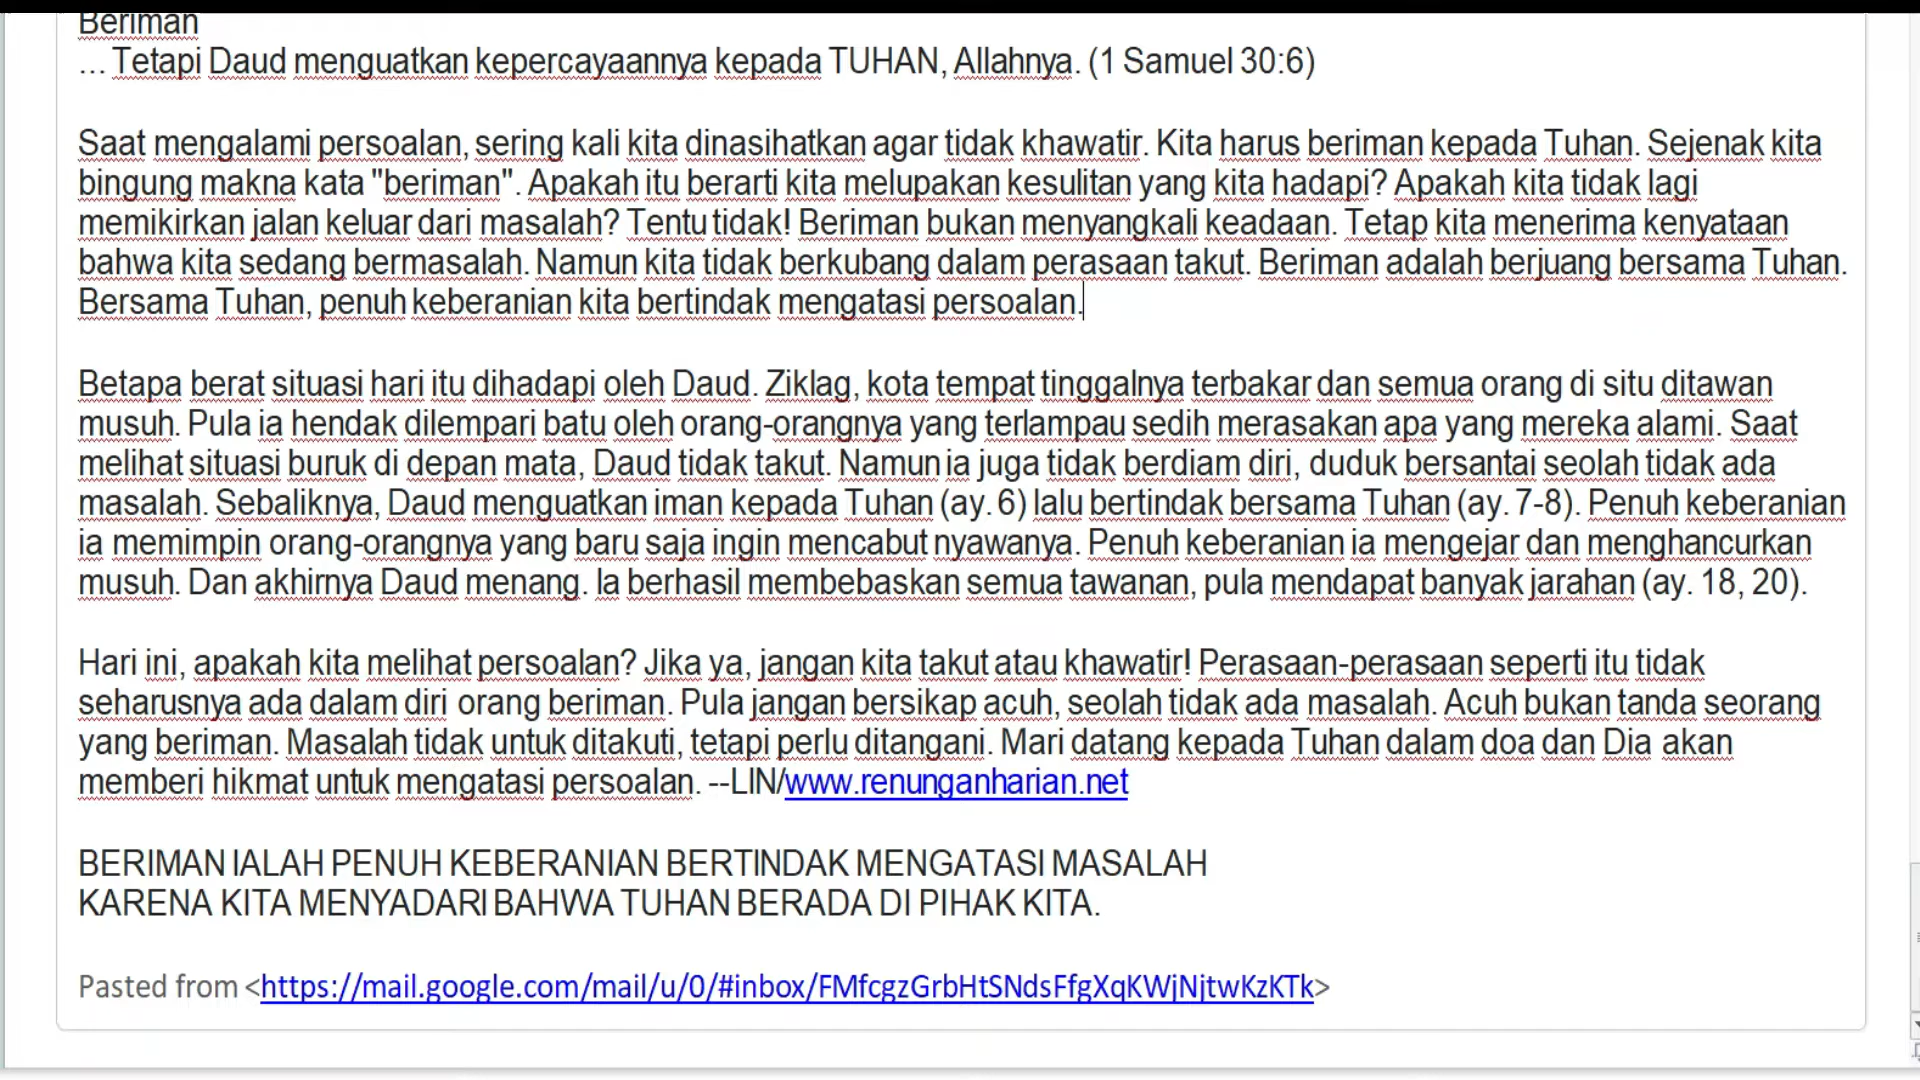 Beriman
... Tetapi Daud menguatkan kepercayaannya kepada TUHAN, Allahnya. (1 Samuel 30:6)
Saat mengalami persoalan, sering kali kita dinasihatkan agar tidak khawatir. Kita harus beriman kepada Tuhan. Sejenak kita
bingung makna kata "beriman". Apakah itu berarti kita melupakan kesulitan yang kita hadapi? Apakah kita tidak lagi
memikirkan jalan keluar dari masalah? Tentu tidak! Beriman bukan menyangkali keadaan. Tetap kita menerima kenyataan
bahwa kita sedang bermasalah. Namun kita tidak berkubang dalam perasaan takut. Beriman adalah berjuang bersama Tuhan.
Bersama Tuhan, penuh keberanian kita bertindak mengatasi persoalan.
Betapa berat situasi hari itu dihadapi oleh Daud. Ziklag, kota tempat tinggalnya terbakar dan semua orang di situ ditawan
musuh. Pula ia hendak dilempari batu oleh orang-orangnya yang terlampau sedih merasakan apa yang mereka alami. Saat
melihat situasi buruk di depan mata, Daud tidak takut. Namun ia juga tidak berdiam diri, duduk bersantai seolah tidak ada
masalah. Sebaliknya, Daud menguatkan iman kepada Tuhan (ay. 6) lalu bertindak bersama Tuhan (ay. 7-8). Penuh keberanian
ia memimpin orang-orangnya yang baru saja ingin mencabut nyawanya. Penuh keberanian ia mengejar dan menghancurkan
musuh. Dan akhirnya Daud menang. Ia berhasil membebaskan semua tawanan, pula mendapat banyak jarahan (ay. 18, 20).
Hari ini, apakah kita melihat persoalan? Jika ya, jangan kita takut atau khawatir! Perasaan-perasaan seperti itu tidak
seharusnya ada dalam diri orang beriman. Pula jangan bersikap acuh, seolah tidak ada masalah. Acuh bukan tanda seorang
yang beriman. Masalah tidak untuk ditakuti, tetapi perlu ditangani. Mari datang kepada Tuhan dalam doa dan Dia akan
memberi hikmat untuk mengatasi persoalan. --LIN/www.renunganharian.net
BERIMAN IALAH PENUH KEBERANIAN BERTINDAK MENGATASI MASALAH
KARENA KITA MENYADARI BAHWA TUHAN BERADA DI PIHAK KITA.
Pasted from <https://mail.google.com/mail/u/0/#inbox/FMfcgzGrbHtSNdsFfgXqKWjNjtwKzKTk>